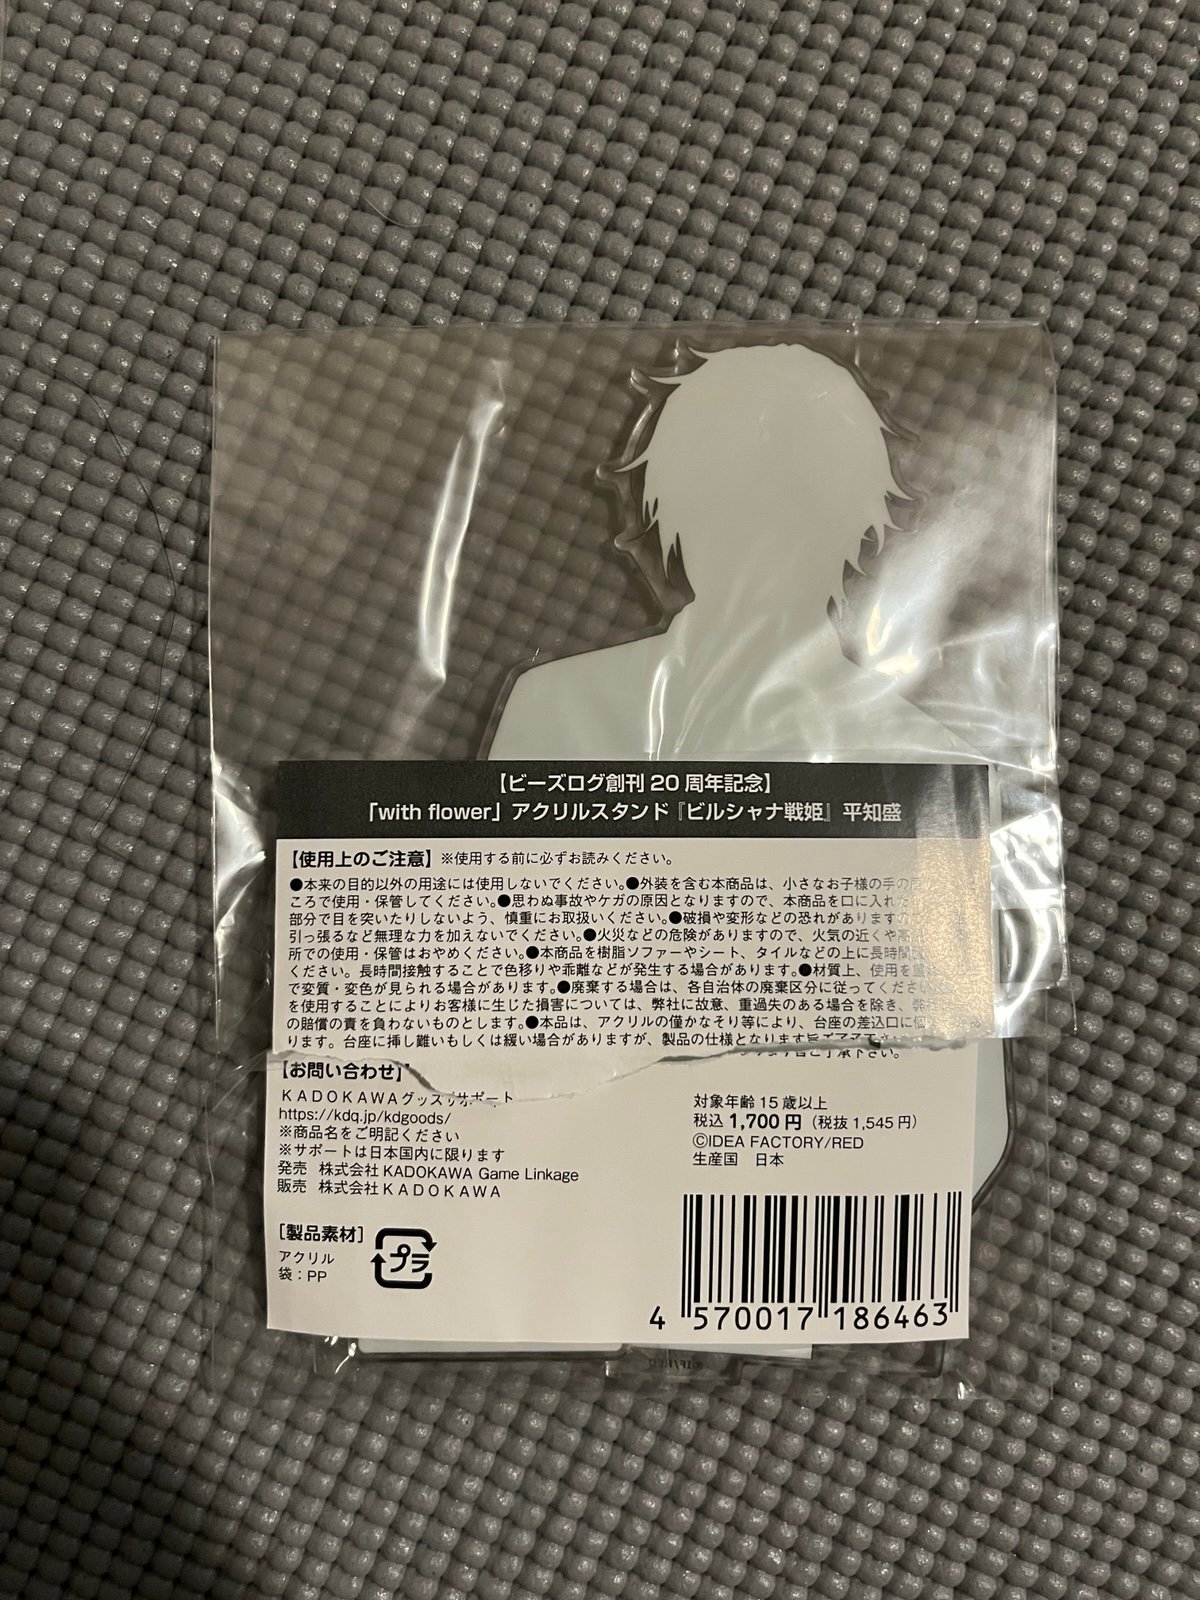 【ビーズログ創刊 20 周年記念】
「with flower」アクリルスタンド『ビルシャナ戦姫』平知盛
【使用上のご注意】※使用する前に必ずお読みください。
●本来の目的以外の用途には使用しないでください。●外装を含む本商品は、小さなお子様の手の
ころで使用・保管してください。●思わぬ事故やケガの原因となりますので、本商品を口に入れた
部分で目を突いたりしないよう、慎重にお取扱いください。●破損や変形などの恐れがありますの
引っ張るなど無理な力を加えないでください。●火災などの危険がありますので、火気の近くや高
所での使用・保管はおやめください。●本商品を樹脂ソファーやシート、タイルなどの上に長時間
ください。長時間接触することで色移りや乖離などが発生する場合があります。●材質上、使用を重
で変質・変色が見られる場合があります。●廃棄する場合は、各自治体の廃棄区分に従ってください
を使用することによりお客様に生じた損害については、弊社に故意、重過失のある場合を除き、弊
の賠償の責を負わないものとします。●本品は、アクリルの僅かなそり等により、台座の差込口に個
ります。台座に挿し難いもしくは緩い場合がありますが、製品の仕様となります旨ご了承下さい。
【お問い合わせ】
KADOKAWAグッズサポート
https://kdq.jp/kdgoods/
※商品名をご明記ください
※サポートは日本国内に限ります
発売 株式会社KADOKAWA Game Linkage
販売 株式会社KADOKAWA
対象年齢 15 歳以上
税込 1,700 円（税抜 1,545 円）
©IDEA FACTORY/RED
生産国 日本
[製品素材]
アクリル
袋：PP
プラ
4 570017 186463